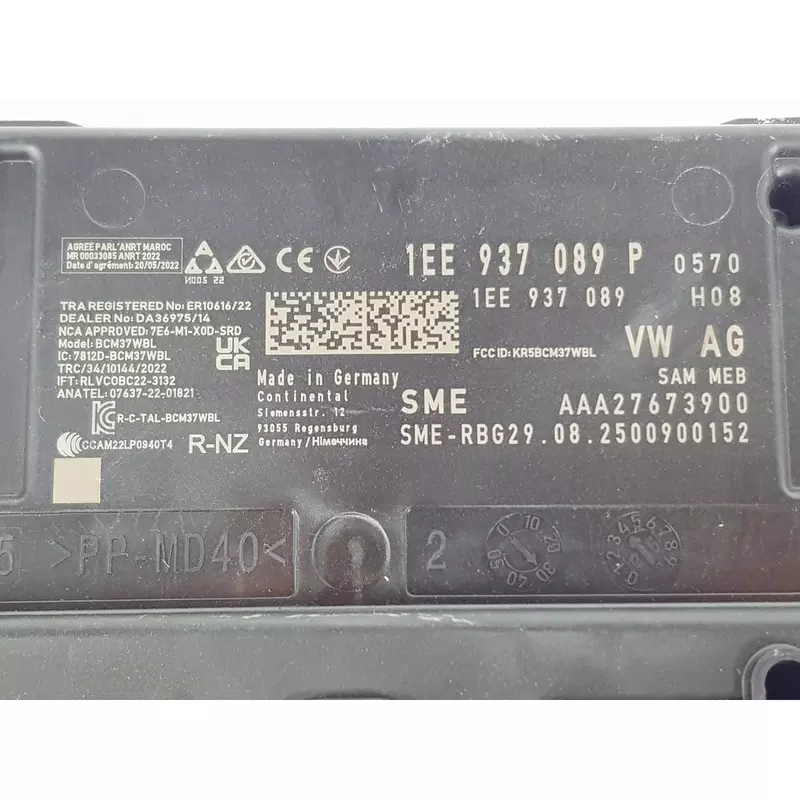 AGREE PAR L'ANRT MAROC
MR 00033085 ANRT 2022
Date d'agrément: 20/05/2022
И005 22
CE
1EE 937 089 P 0570
1EE 937 089 H08
TRA REGISTERED No: ER10616/22
DEALER No: DA36975/14
NCA APPROVED: 7E6-M1-X0D-SRD
Model: BCM37WBL
IC: 7812D-BCM37WBL
TRC/34/10144/2022
IFT: RLVCOBC22-3132
ANATEL: 07637-22-01821
UK
CA
R-C-TAL-BCM37WBL
CCAM22LP0940T4
R-NZ
Made in Germany
Continental
Siemensstr. 12
93055 Regensburg
Germany/Німеччина
FCC ID: KR5BCM37WBL
VW AG
SAM MEB
SME AAA27673900
SME-RBG29.08.2500900152
5 >PP-MD40< 2